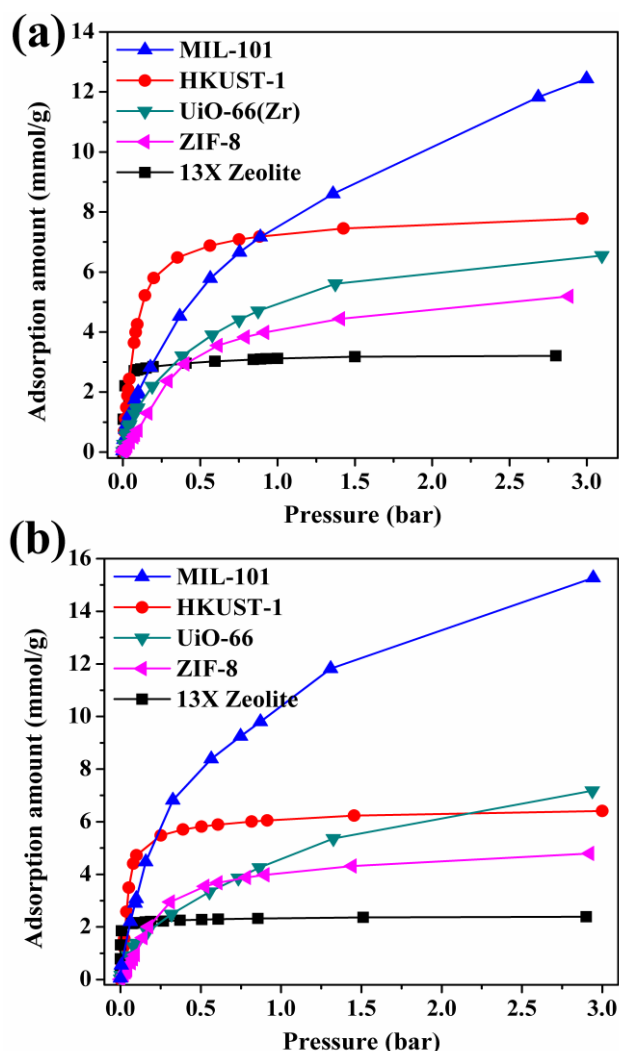 (a)
14
12
10
8
6
4
2
0
Adsorption amount (mmol/g)
MIL-101
HKUST-1
UiO-66(Zr)
ZIF-8
13X Zeolite
0.0 0.5 1.0 1.5 2.0 2.5 3.0
Pressure (bar)
(b)
16
14
12
10
8
6
4
2
0
Adsorption amount (mmol/g)
MIL-101
HKUST-1
UiO-66
ZIF-8
13X Zeolite
0.0 0.5 1.0 1.5 2.0 2.5 3.0
Pressure (bar)